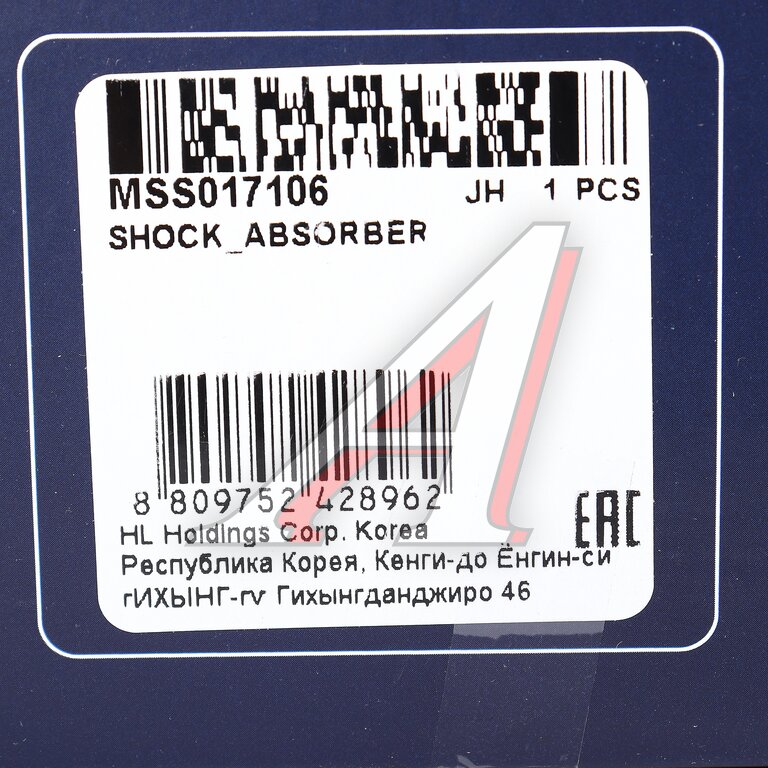 MSS017106 JH 1 PCS
SHOCK_ABSORBER
8 809752 428962
HL Holdings Corp. Korea
EAC
Республика Корея, Кенги-до Ёнгин-си
гИХЫНГ-гv Гихынгданджиро 46